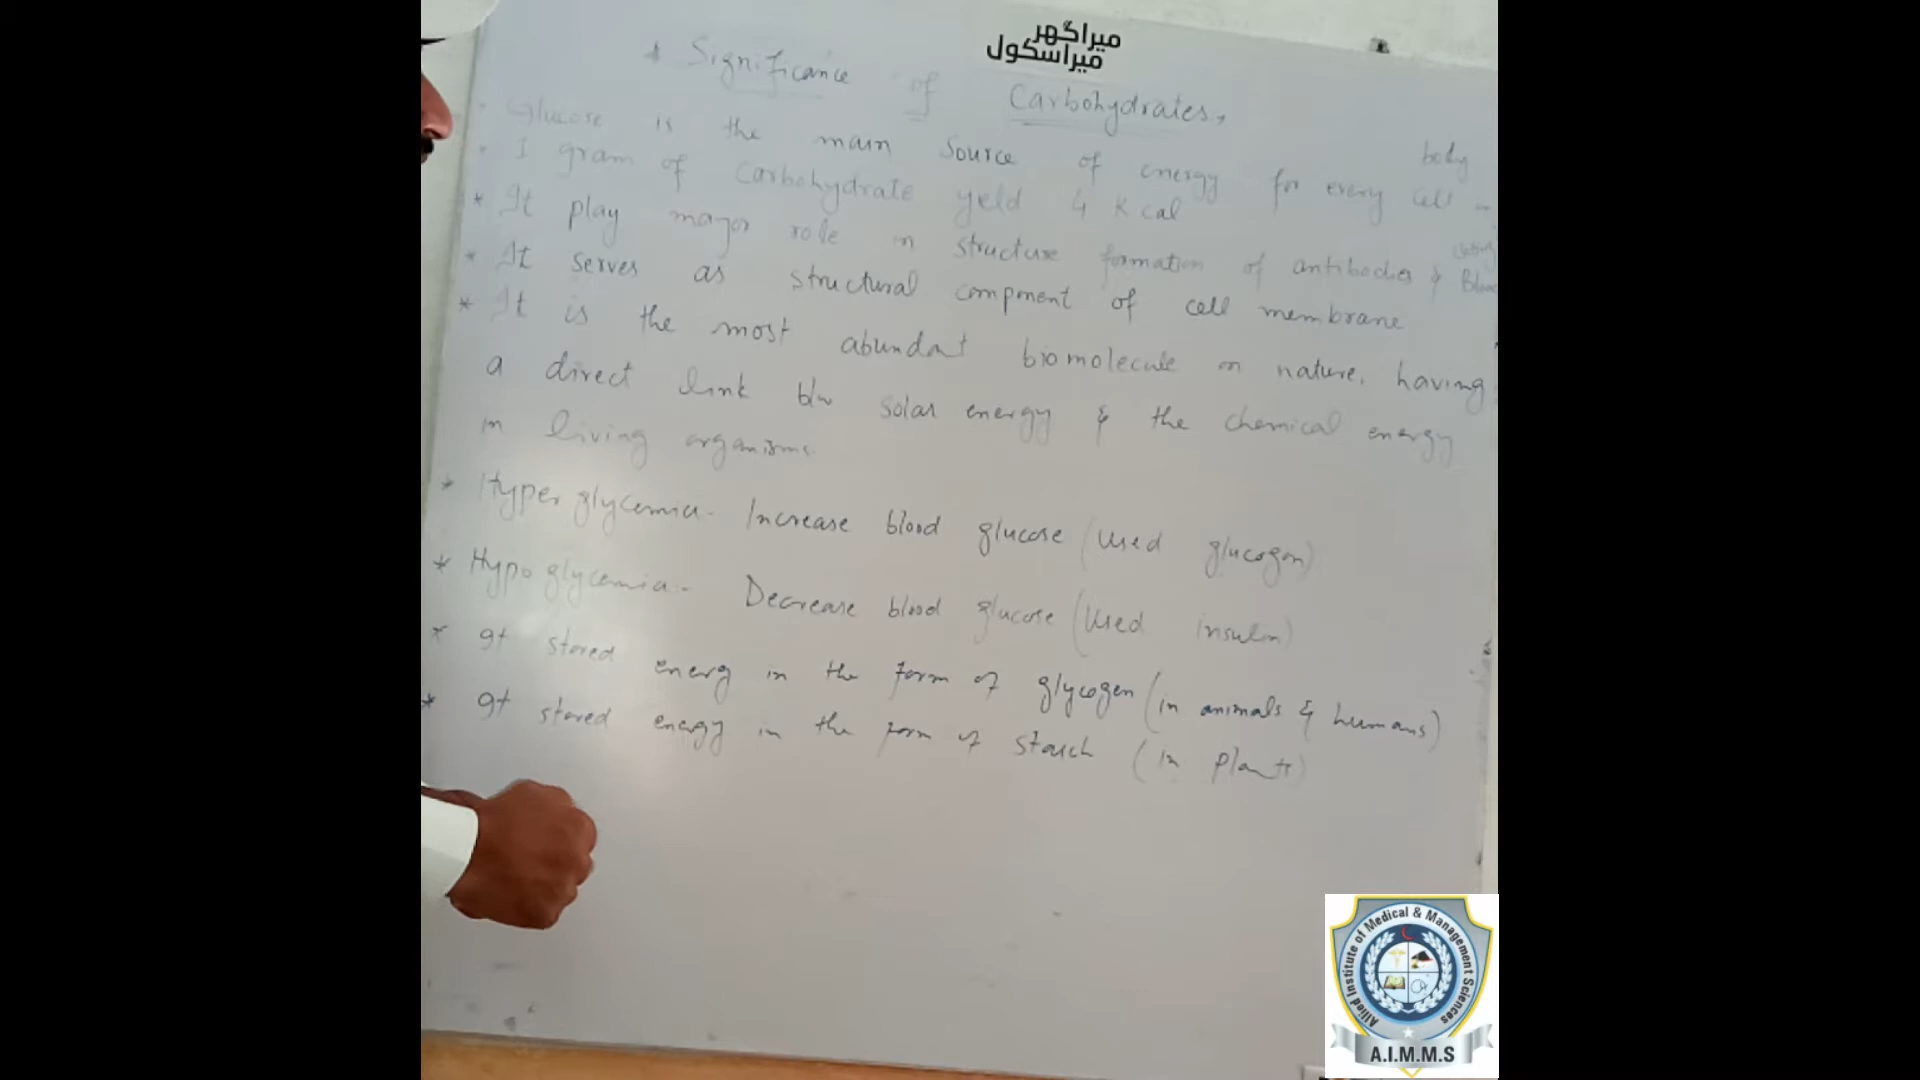 میراگھر
میراسکول
* Significance of Carbohydrates,
• Glucose is the main source of energy for every cell in body
• 1 gram of carbohydrate yeld 4 K cal
* It play major role in structure formation of antibodies & Blood
* It serves as structural component of cell membrane
* It is the most abundant biomolecule in nature, having
a direct link b/w solar energy & the chemical energy
in living organisms.
* Hyper glycemia - Increase blood glucose (Used glucogon)
* Hypo glycemia - Decrease blood glucose (Used insulin)
* It stored energ in the form of glycogen (in animals & humans)
* It stored energy in the form of starch (in plants)
Allied Institute of Medical & Management Sciences
A.I.M.M.S